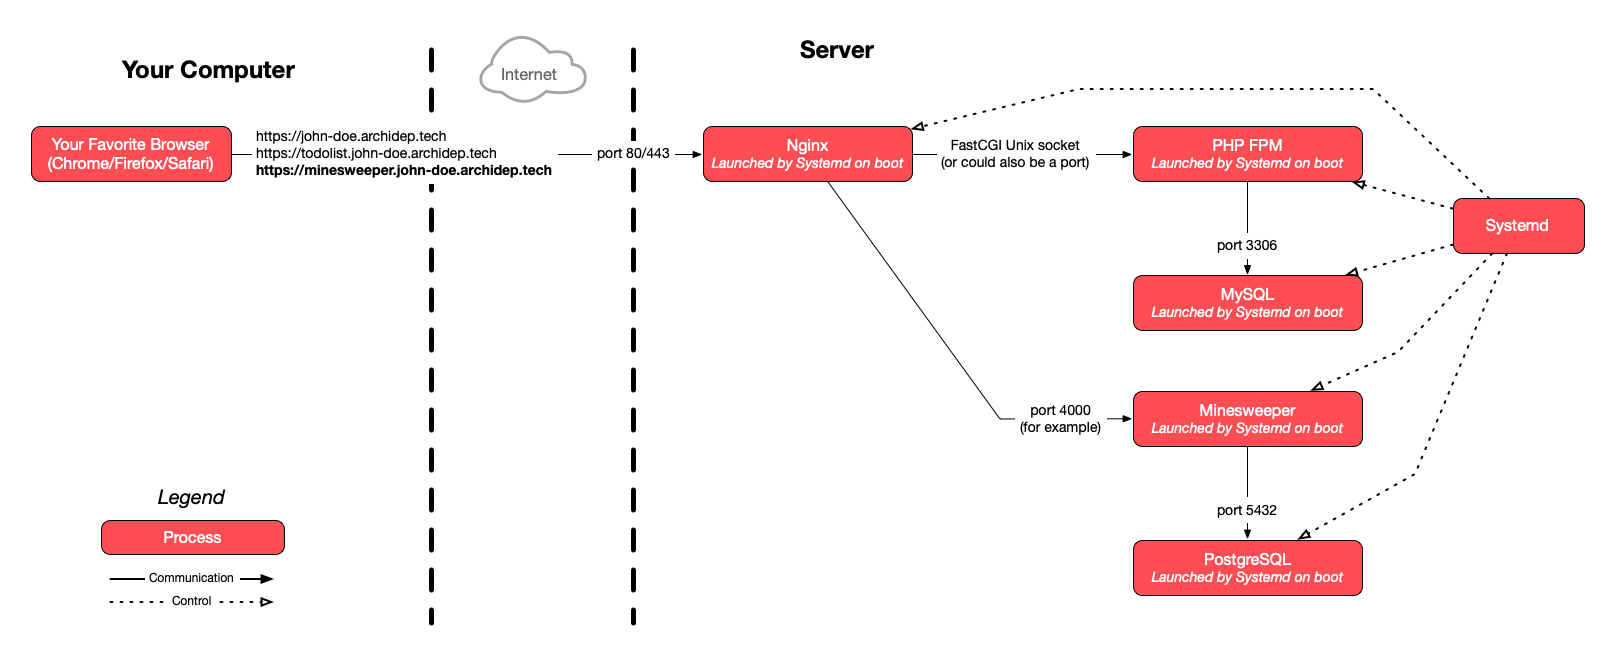 Your Computer
Internet
Server
Your Favorite Browser
(Chrome/Firefox/Safari)
https://john-doe.archidep.tech
https://todolist.john-doe.archidep.tech
https://minesweeper.john-doe.archidep.tech
port 80/443
Nginx
Launched by Systemd on boot
FastCGI Unix socket
(or could also be a port)
PHP FPM
Launched by Systemd on boot
Systemd
port 3306
MySQL
Launched by Systemd on boot
port 4000
(for example)
Minesweeper
Launched by Systemd on boot
port 5432
PostgreSQL
Launched by Systemd on boot
Legend
Process
Communication
Control